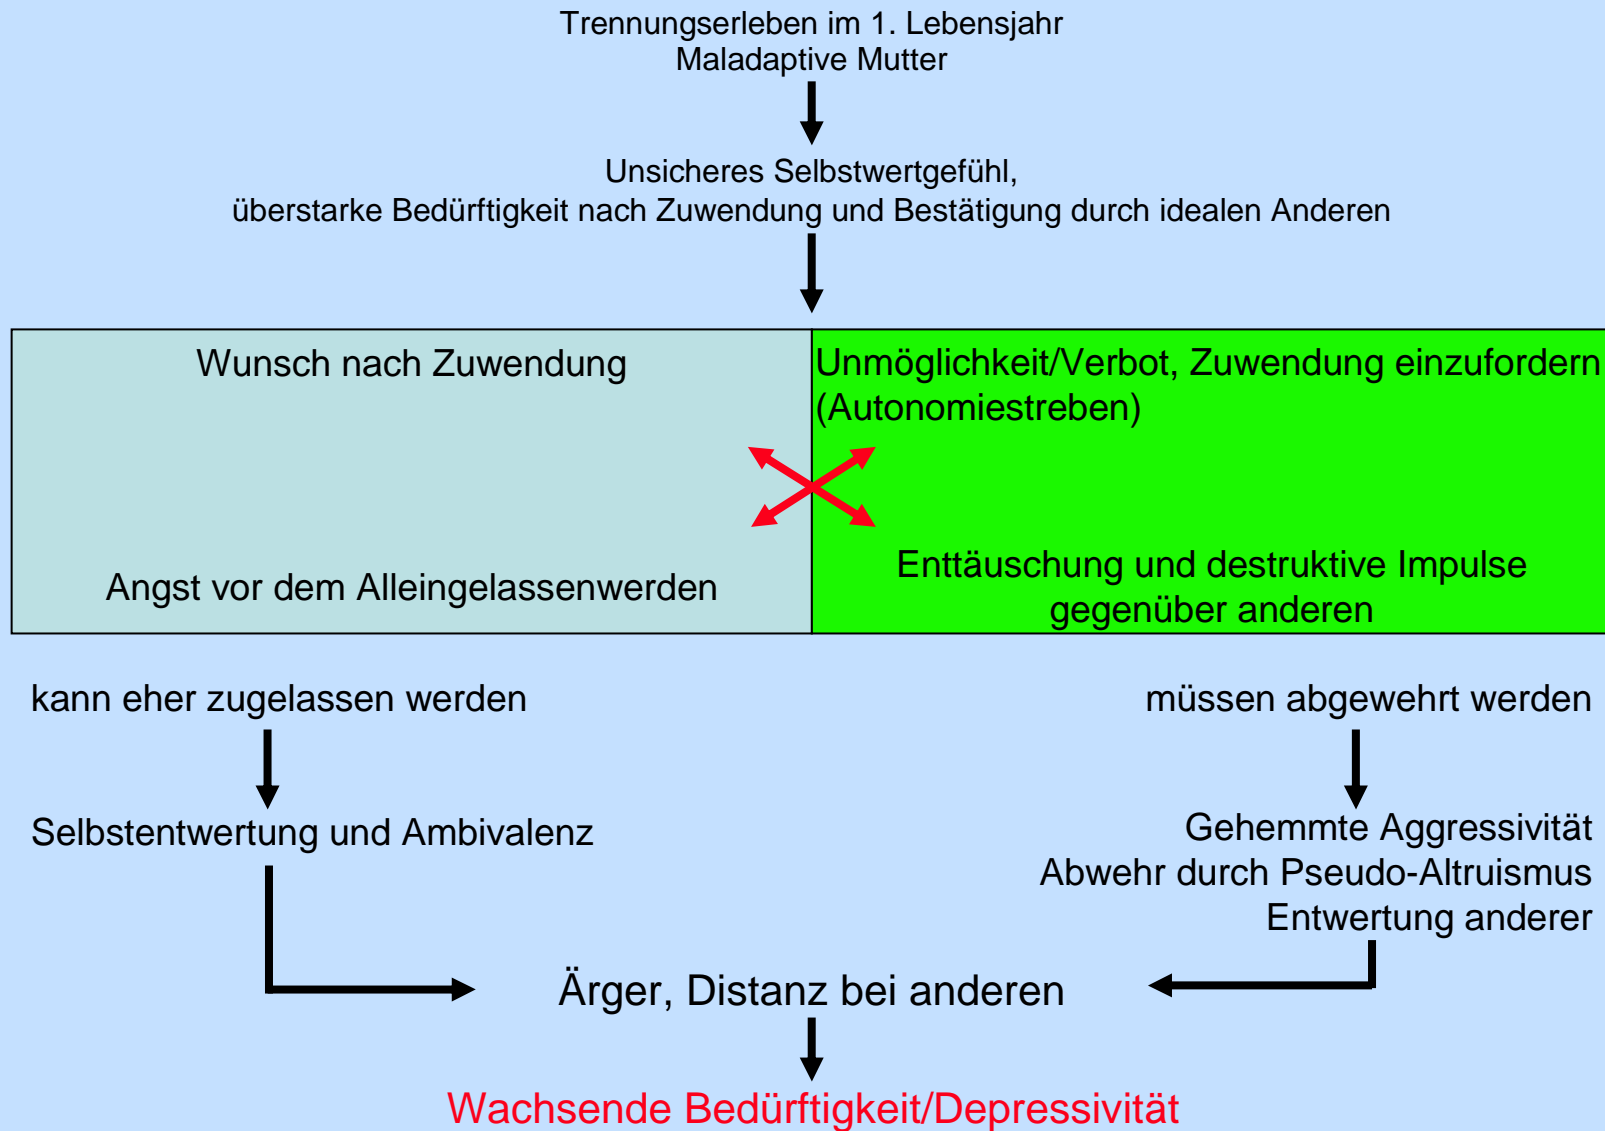 Trennungserleben im 1. Lebensjahr
Maladaptive Mutter
Unsicheres Selbstwertgefühl,
überstarke Bedürftigkeit nach Zuwendung und Bestätigung durch idealen Anderen
Wunsch nach Zuwendung
Angst vor dem Alleingelassenwerden
Unmöglichkeit/Verbot, Zuwendung einzufordern
(Autonomiestreben)
Enttäuschung und destruktive Impulse
gegenüber anderen
kann eher zugelassen werden
Selbstentwertung und Ambivalenz
müssen abgewehrt werden
Gehemmte Aggressivität
Abwehr durch Pseudo-Altruismus
Entwertung anderer
Ärger, Distanz bei anderen
Wachsende Bedürftigkeit/Depressivität